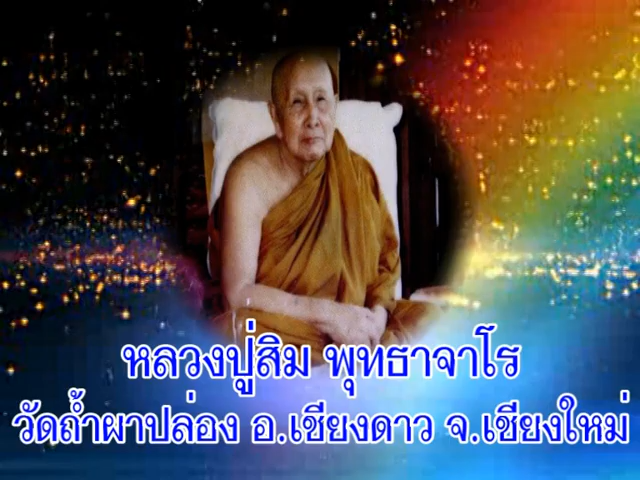 หลวงปู่สิม พุทธาจาโร
วัดถ้ำผาปล่อง อ.เชียงดาว จ.เชียงใหม่